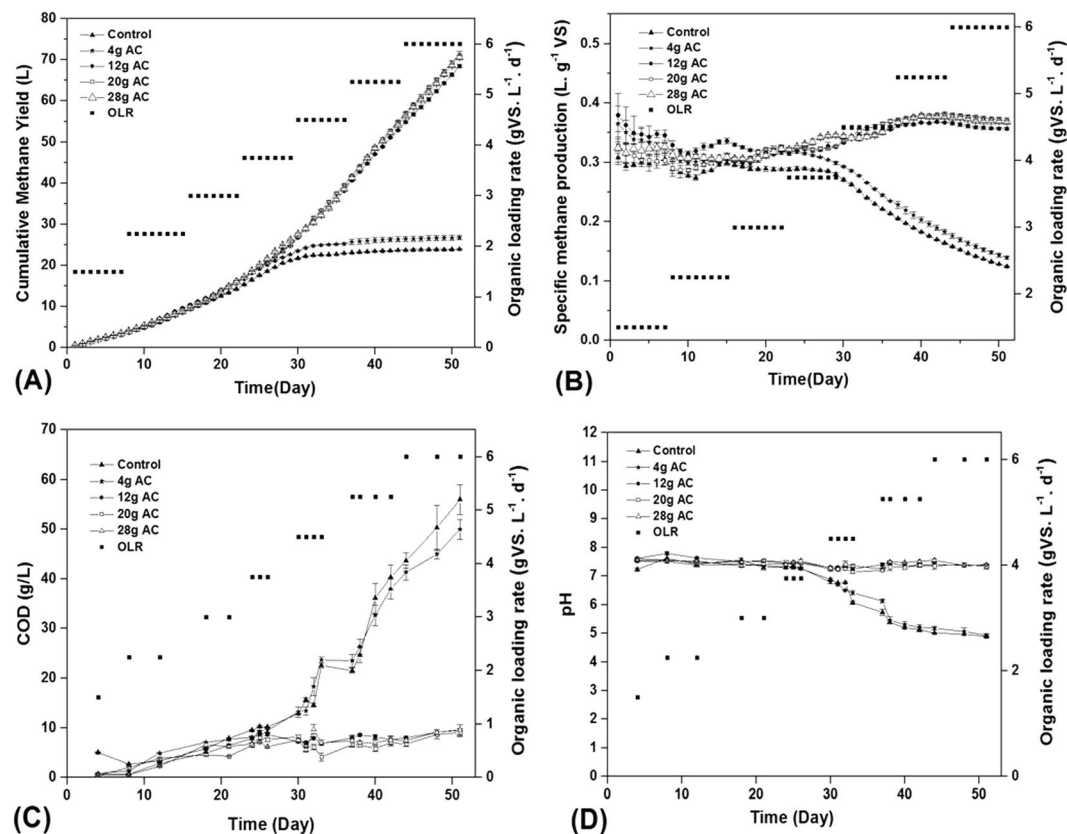 80
70
60
50
40
30
20
10
0
Cumulative Methane Yield (L)
Control
4g AC
12g AC
20g AC
28g AC
OLR
6
5
4
3
2
1
0
Organic loading rate (gVS. L⁻¹. d⁻¹)
0 10 20 30 40 50
Time(Day)
(A)
0.5
0.4
0.3
0.2
0.1
0.0
Specific methane production (L. g⁻¹ VS)
Control
4g AC
12g AC
20g AC
28g AC
OLR
6
5
4
3
2
Organic loading rate (gVS. L⁻¹. d⁻¹)
0 10 20 30 40 50
Time(Day)
(B)
70
60
50
40
30
20
10
0
COD (g/L)
Control
4g AC
12g AC
20g AC
28g AC
OLR
6
5
4
3
2
1
0
Organic loading rate (gVS. L⁻¹. d⁻¹)
0 10 20 30 40 50
Time (Day)
(C)
12
11
10
9
8
7
6
5
4
3
2
1
0
pH
Control
4g AC
12g AC
20g AC
28g AC
OLR
6
4
2
0
Organic loading rate (gVS. L⁻¹. d⁻¹)
0 10 20 30 40 50
Time (Day)
(D)